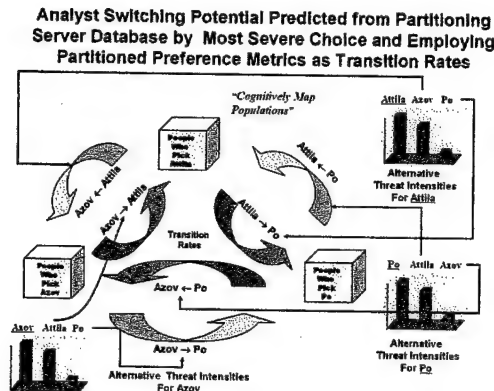 Analyst Switching Potential Predicted from Partitioning
Server Database by Most Severe Choice and Employing
Partitioned Preference Metrics as Transition Rates
"Cognitively Map
Populations"
Attila Azov Po
Alternative
Threat Intensities
For Attila
People
Who
Pick
Attila
Azov ← Attila
Azov → Attila
Attila ← Po
Attila → Po
Transition
Rates
People
Who
Pick
Azov
People
Who
Pick
Po
Azov ← Po
Po Attila Azov
Alternative
Threat Intensities
For Po
Azov Attila Po
Azov → Po
Alternative Threat Intensities
For Azov